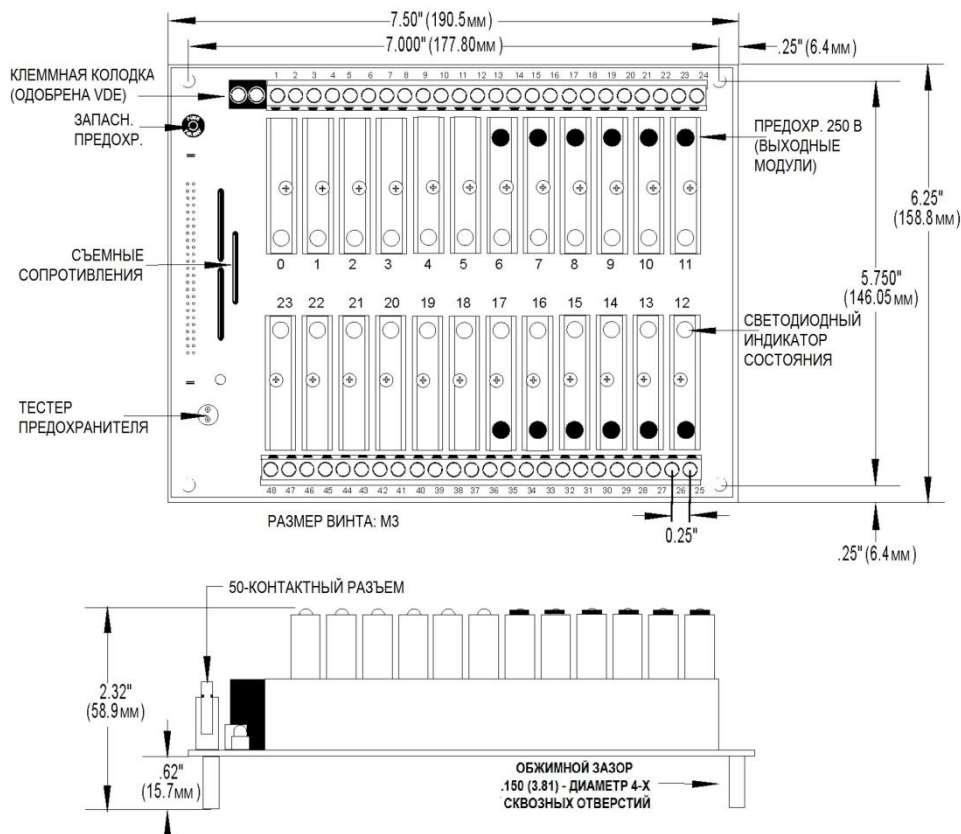 7.50" (190.5мм)
7.000" (177.80мм)
.25" (6.4мм)
КЛЕММНАЯ КОЛОДКА
(ОДОБРЕНА VDE)
1 2 3 4 5 6 7 8 9 10 11 12 13 14 15 16 17 18 19 20 21 22 23 24
ЗАПАСН.
ПРЕДОХР.
ПРЕДОХР. 250 В
(ВЫХОДНЫЕ
МОДУЛИ)
6.25"
(158.8мм)
СЪЕМНЫЕ
СОПРОТИВЛЕНИЯ
0 1 2 3 4 5 6 7 8 9 10 11
5.750"
(146.05мм)
23 22 21 20 19 18 17 16 15 14 13 12
СВЕТОДИОДНЫЙ
ИНДИКАТОР
СОСТОЯНИЯ
ТЕСТЕР
ПРЕДОХРАНИТЕЛЯ
48 47 46 45 44 43 42 41 40 39 38 37 36 35 34 33 32 31 30 29 28 27 26 25
РАЗМЕР ВИНТА: М3
0.25"
.25" (6.4мм)
50-КОНТАКТНЫЙ РАЗЪЕМ
2.32"
(58.9мм)
.62"
(15.7мм)
ОБЖИМНОЙ ЗАЗОР
.150 (3.81) - ДИАМЕТР 4-Х
СКВОЗНЫХ ОТВЕРСТИЙ